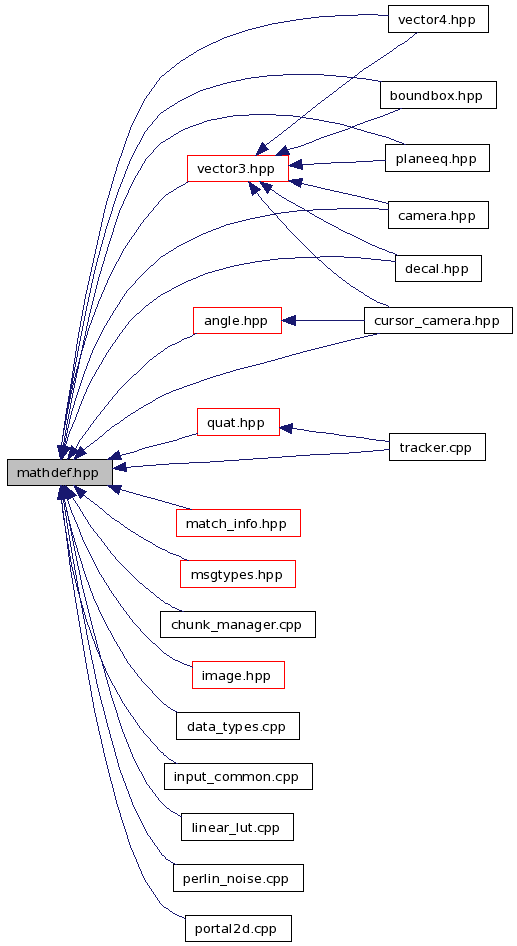 vector4.hpp
boundbox.hpp
planeeq.hpp
vector3.hpp
camera.hpp
decal.hpp
angle.hpp
cursor_camera.hpp
quat.hpp
tracker.cpp
mathdef.hpp
match_info.hpp
msgtypes.hpp
chunk_manager.cpp
image.hpp
data_types.cpp
input_common.cpp
linear_lut.cpp
perlin_noise.cpp
portal2d.cpp